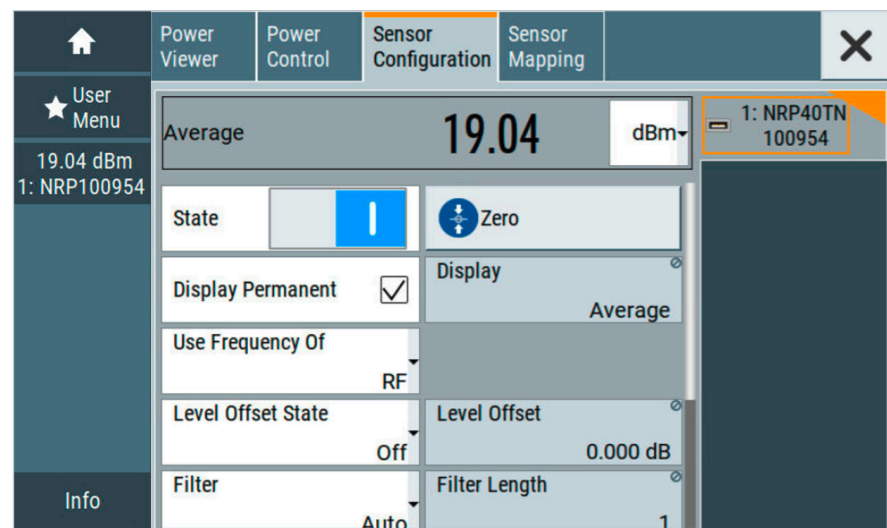 Power
Viewer
Power
Control
Sensor
Configuration
Sensor
Mapping
User
Menu
19.04 dBm
1: NRP100954
Info
Average
19.04
dBm
1: NRP40TN
100954
State
Zero
Display Permanent
Display
Average
Use Frequency Of
RF
Level Offset State
Off
Level Offset
0.000 dB
Filter
Auto
Filter Length
1